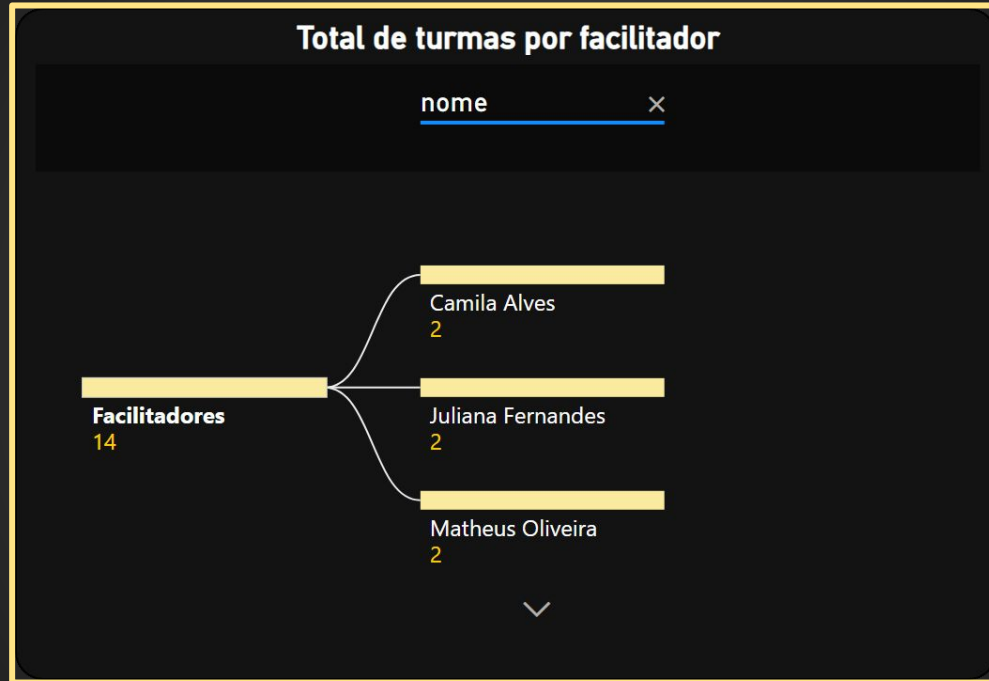 Total de turmas por facilitador
nome
Camila Alves
2
Facilitadores
14
Juliana Fernandes
2
Matheus Oliveira
2